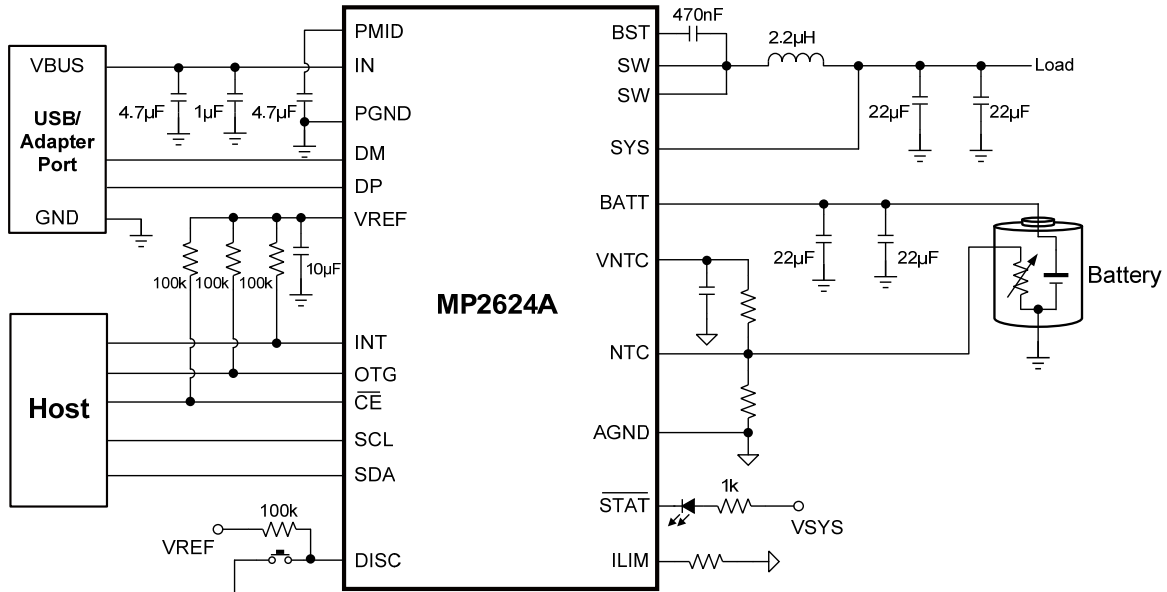 PMID
BST
470nF
2.2µH
VBUS
IN
SW
Load
SW
4.7µF
1µF
4.7µF
PGND
22µF
22µF
USB/
Adapter
Port
DM
SYS
DP
BATT
GND
VREF
22µF
22µF
VNTC
100k
100k
100k
10µF
Battery
MP2624A
INT
NTC
OTG
Host
CE
SCL
AGND
SDA
STAT
1k
VSYS
100k
VREF
DISC
ILIM